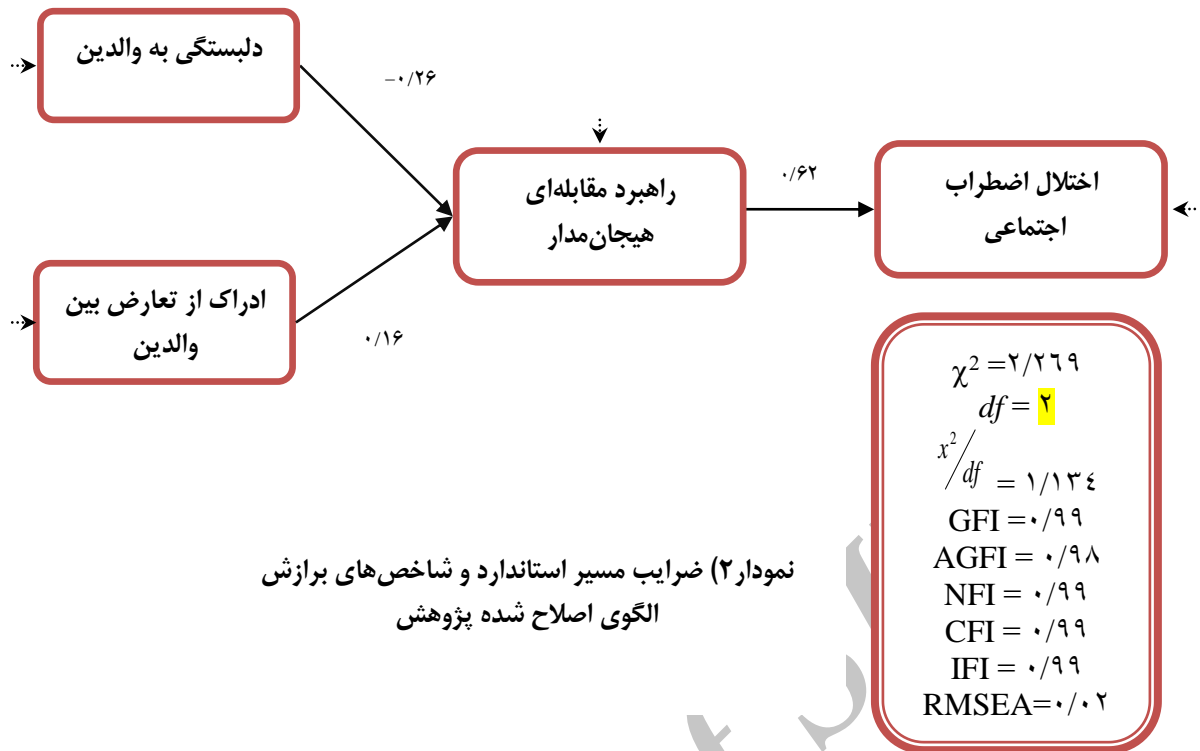 دلبستگی به والدین
-۰/۲۶
راهبرد مقابله‌ای
هیجان‌مدار
۰/۶۲
اختلال اضطراب
اجتماعی
ادراک از تعارض بین
والدین
۰/۱۶
χ² =۲/۲٦۹
df = ۲
x²/df = ۱/۱۳٤
GFI =۰/۹۹
AGFI = ۰/۹۸
NFI = ۰/۹۹
CFI = ۰/۹۹
IFI = ۰/۹۹
RMSEA=۰/۰۲
نمودار۲) ضرایب مسیر استاندارد و شاخص‌های برازش
الگوی اصلاح شده پژوهش